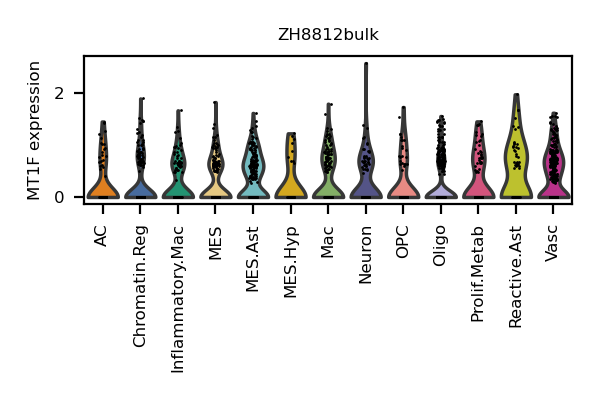 ZH8812bulk
MT1F expression
2
0
AC
Chromatin.Reg
Inflammatory.Mac
MES
MES.Ast
MES.Hyp
Mac
Neuron
OPC
Oligo
Prolif.Metab
Reactive.Ast
Vasc